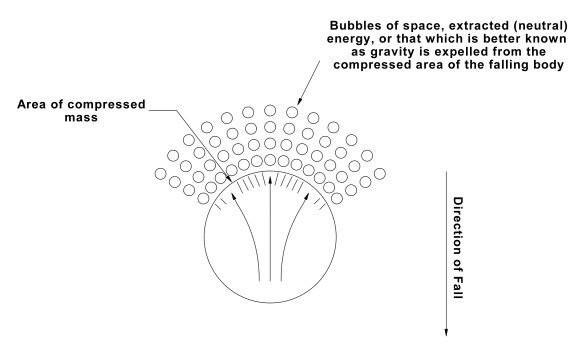 Bubbles of space, extracted (neutral)
energy, or that which is better known
as gravity is expelled from the
compressed area of the falling body
Area of compressed
mass
Direction of Fall